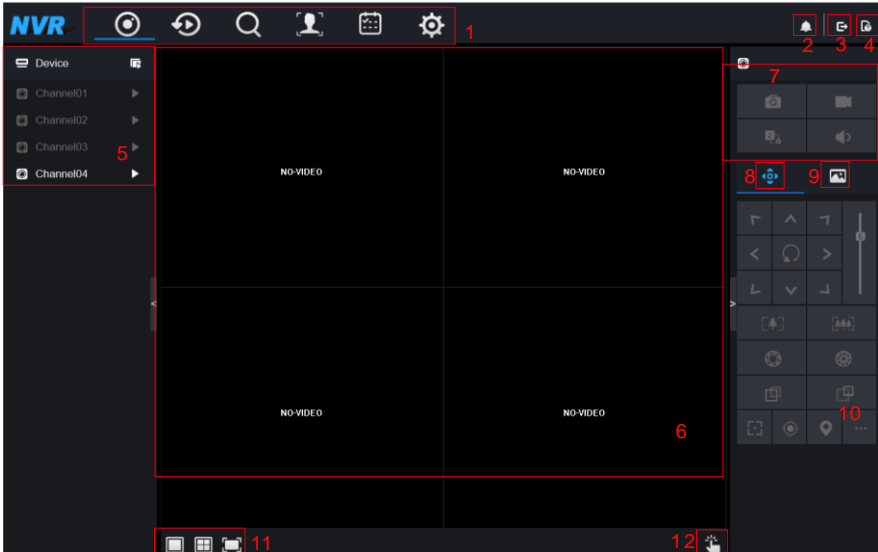 NVR
1
2
3
4
Device
Channel01
Channel02
Channel03
5
Channel04
7
NO-VIDEO
NO-VIDEO
8
9
NO-VIDEO
NO-VIDEO
6
10
11
12